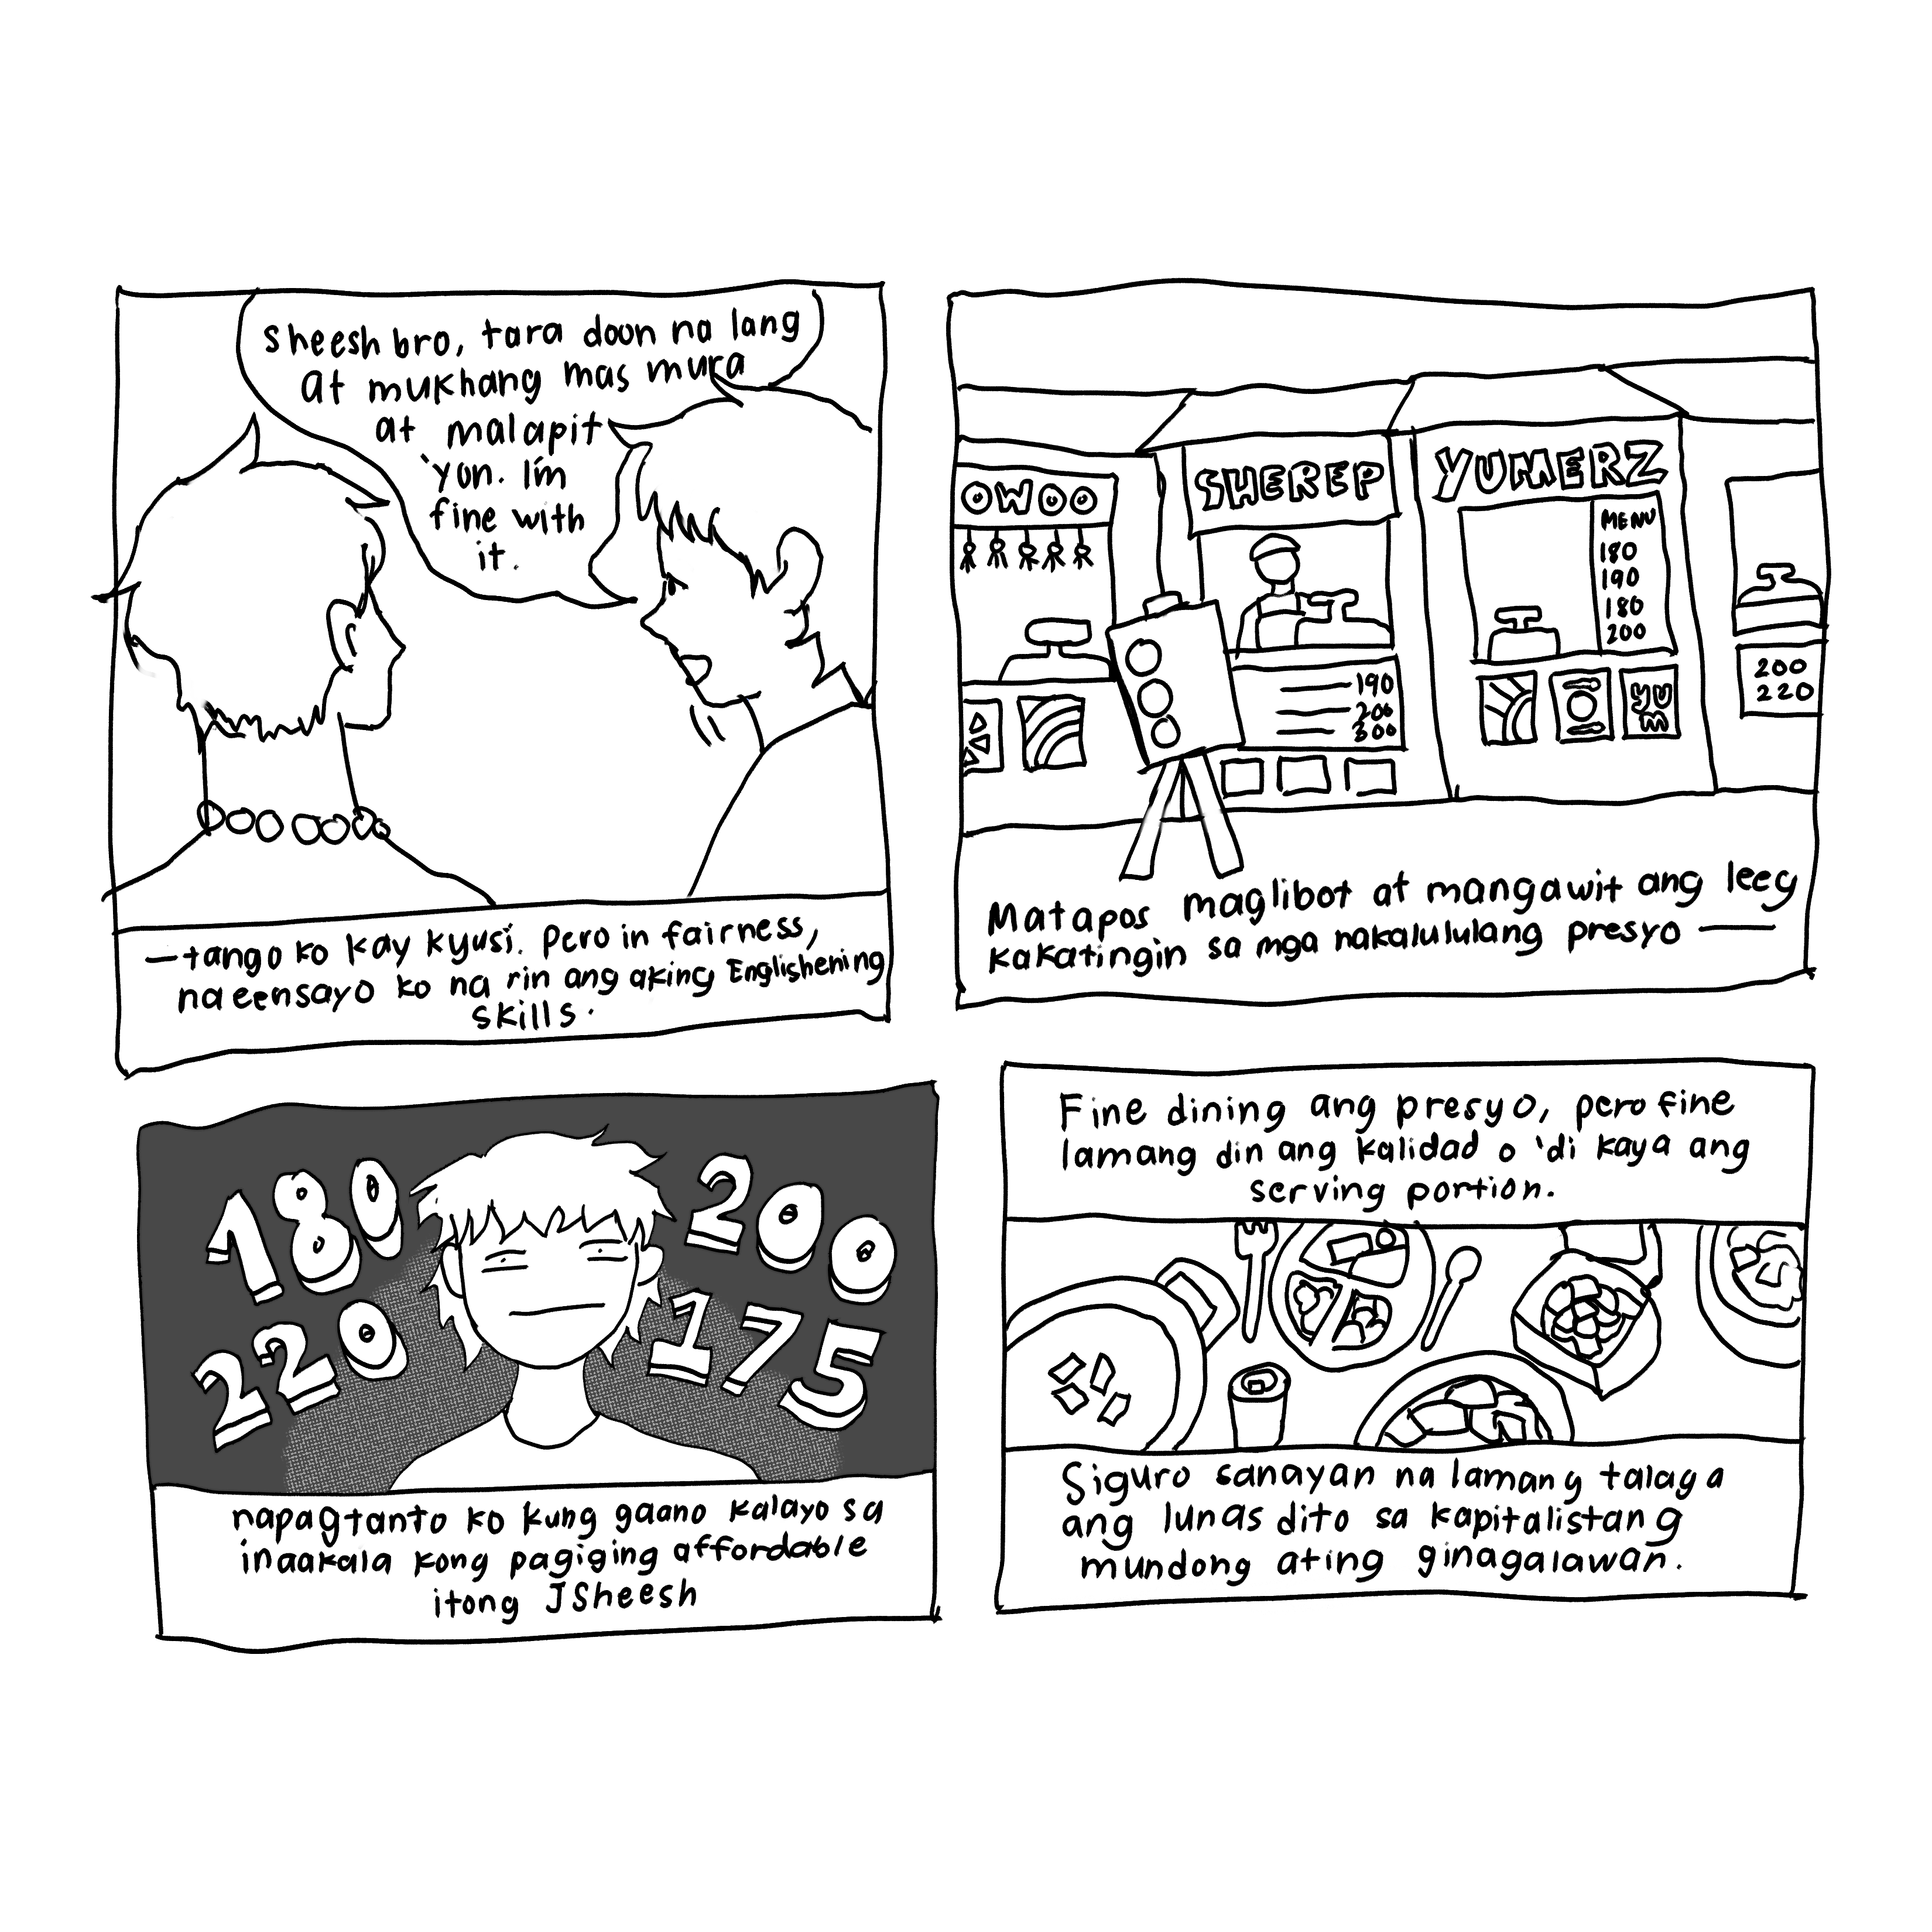 sheesh bro, tara doon na lang
at mukhang mas mura
at malapit
'yun. I'm
fine with
it.
—tango ko kay kyusi. Pero in fairness,
naeensayo ko na rin ang aking Englishening
skills.
OWOO
SHEREP
YUMERZ
MENU
180
190
180
200
190
200
300
YUM
200
220
Matapos maglibot at mangawit ang leeg
kakatingin sa mga nakalululang presyo —
180
200
220
175
napagtanto ko kung gaano kalayo sa
inaakala kong pagiging affordable
itong JSheesh
Fine dining ang presyo, pero fine
lamang din ang kalidad o 'di kaya ang
serving portion.
Siguro sanayan na lamang talaga
ang lunas dito sa kapitalistang
mundong ating ginagalawan.